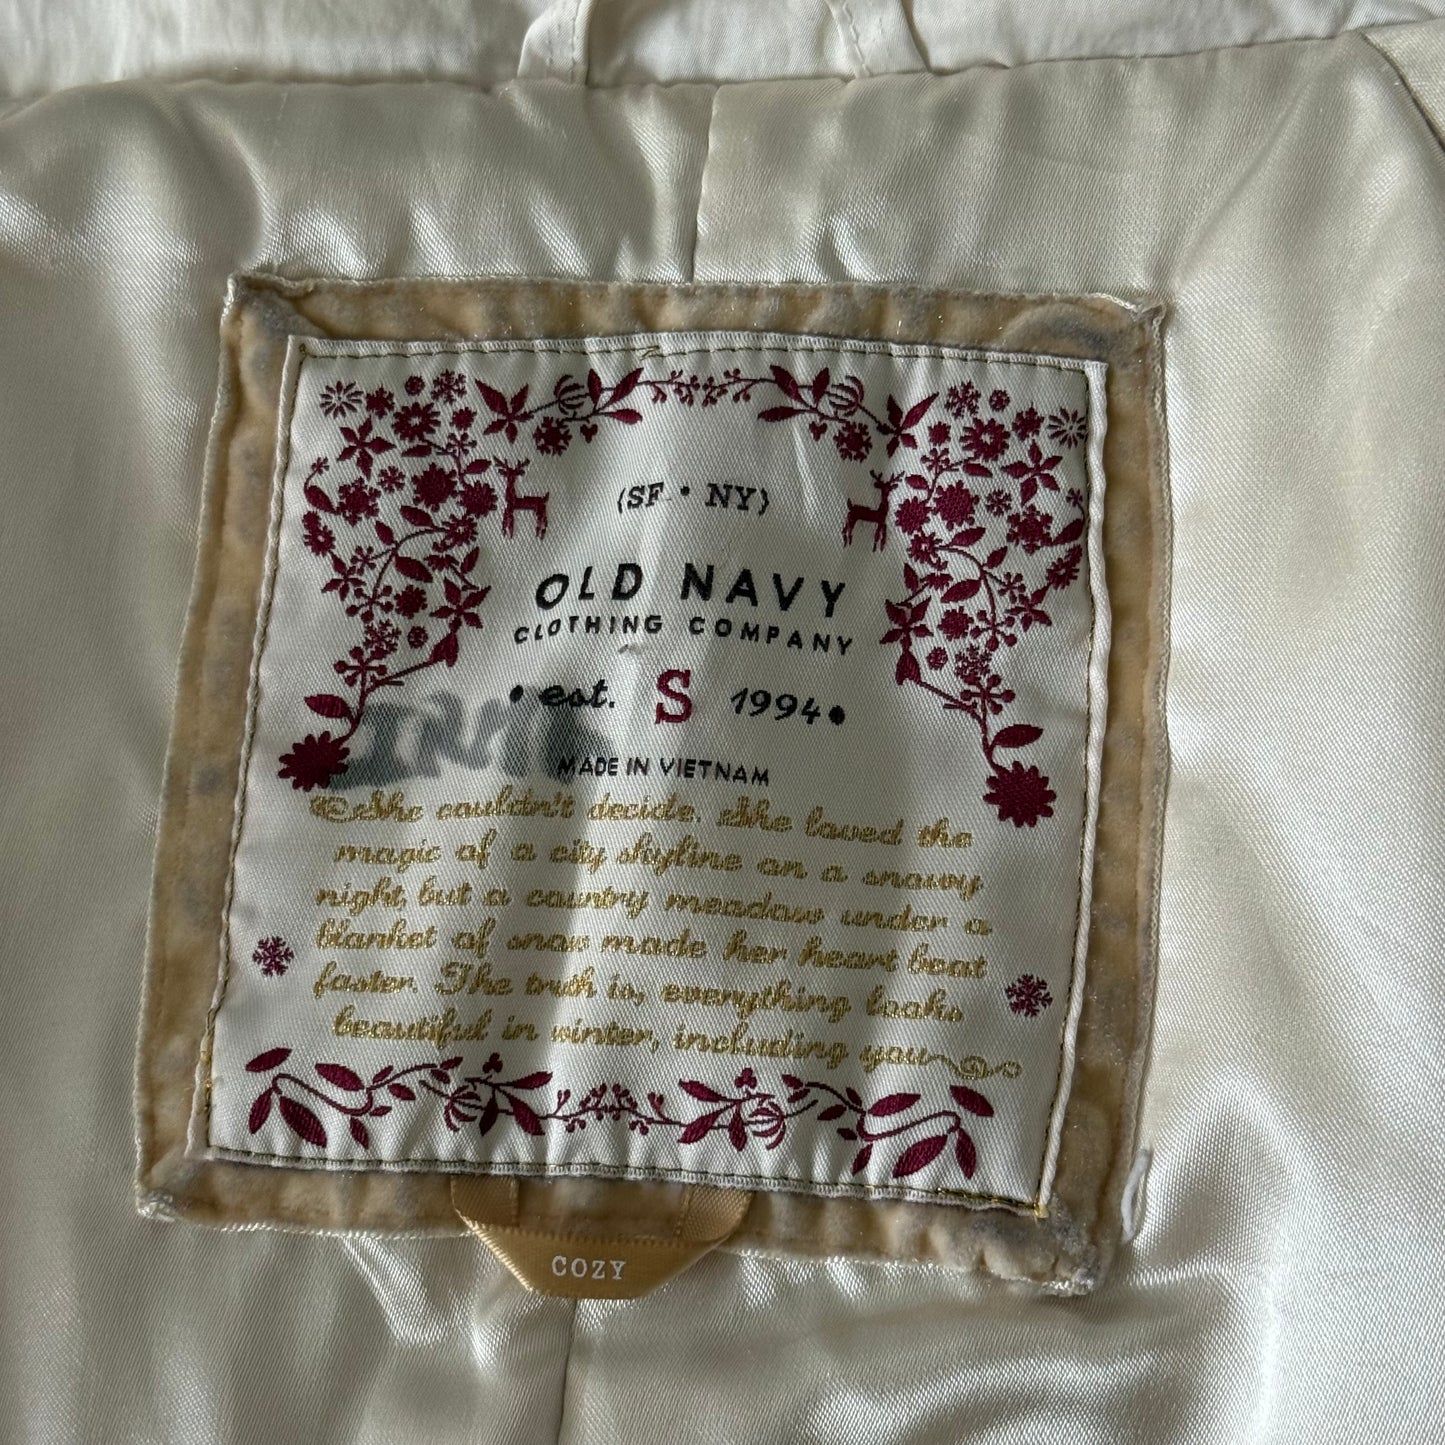 (SF • NY)
OLD NAVY
CLOTHING COMPANY
• est. S 1994 •
MADE IN VIETNAM
She couldn't decide. She loved the
magic of a city skyline on a snowy
night, but a country meadow under a
blanket of snow made her heart beat
faster. The truth is, everything looks
beautiful in winter, including you
COZY